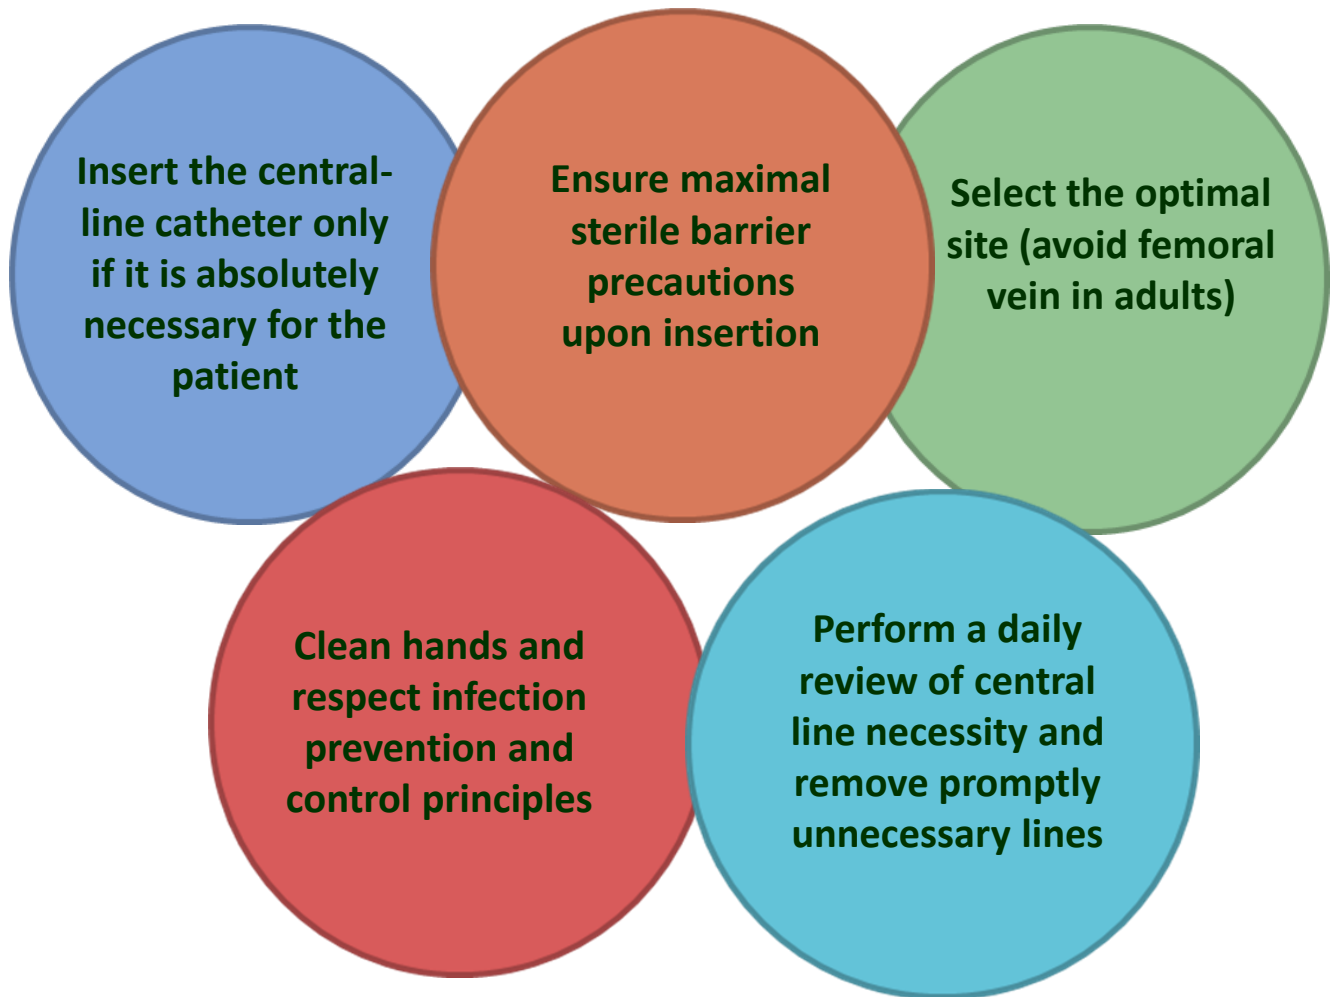 Insert the central-
line catheter only
if it is absolutely
necessary for the
patient
Ensure maximal
sterile barrier
precautions
upon insertion
Select the optimal
site (avoid femoral
vein in adults)
Clean hands and
respect infection
prevention and
control principles
Perform a daily
review of central
line necessity and
remove promptly
unnecessary lines